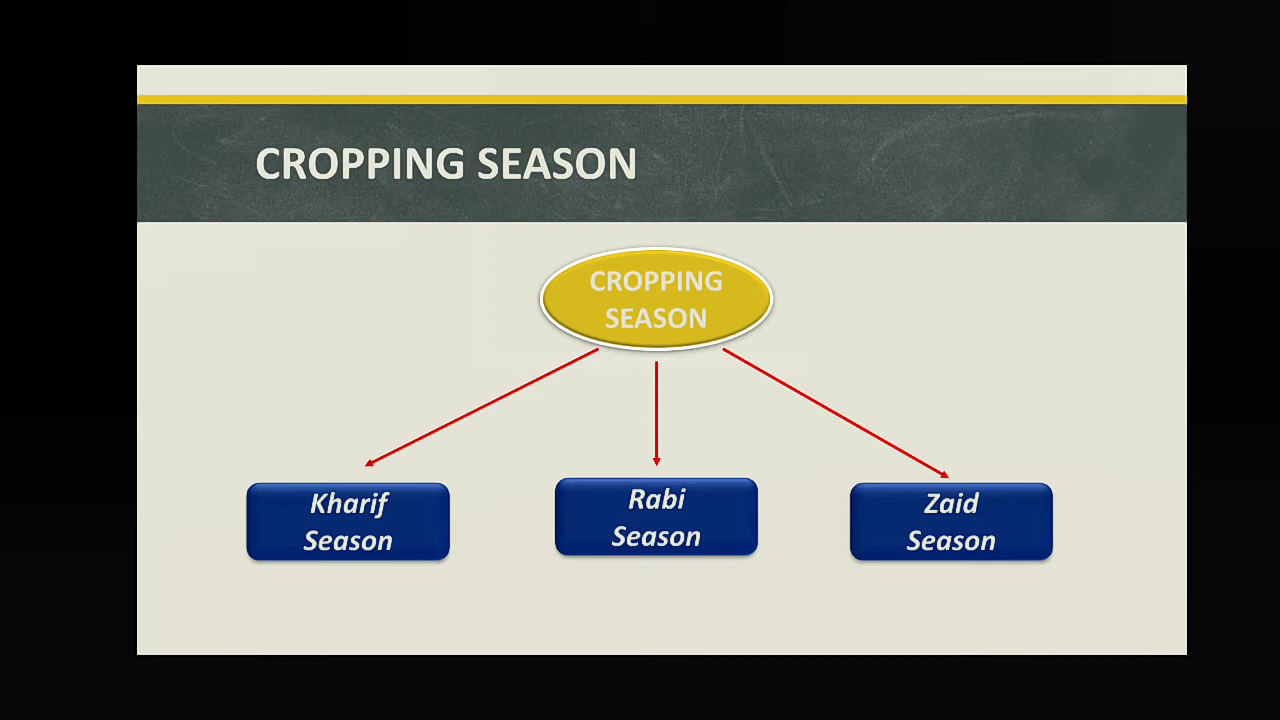 CROPPING SEASON
CROPPING
SEASON
Kharif
Season
Rabi
Season
Zaid
Season